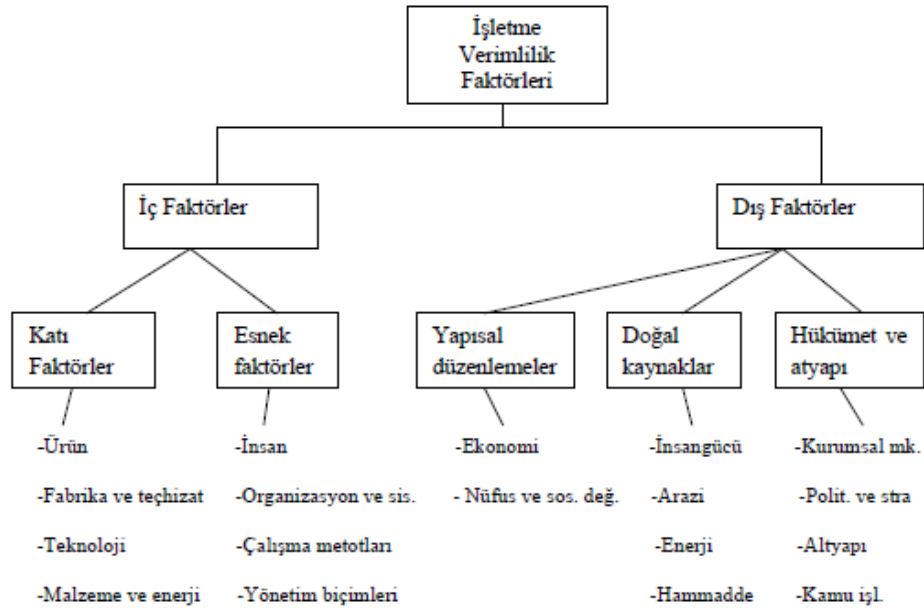 İşletme
Verimlilik
Faktörleri
İç Faktörler
Dış Faktörler
Katı
Faktörler
Esnek
faktörler
Yapısal
düzenlemeler
Doğal
kaynaklar
Hükümet ve
atyapı
-Ürün
-Fabrika ve teçhizat
-Teknoloji
-Malzeme ve enerji
-İnsan
-Organizasyon ve sis.
-Çalışma metotları
-Yönetim biçimleri
-Ekonomi
- Nüfus ve sos. değ.
-İnsangücü
-Arazi
-Enerji
-Hammadde
-Kurumsal mk.
-Polit. ve stra
-Altyapı
-Kamu işl.